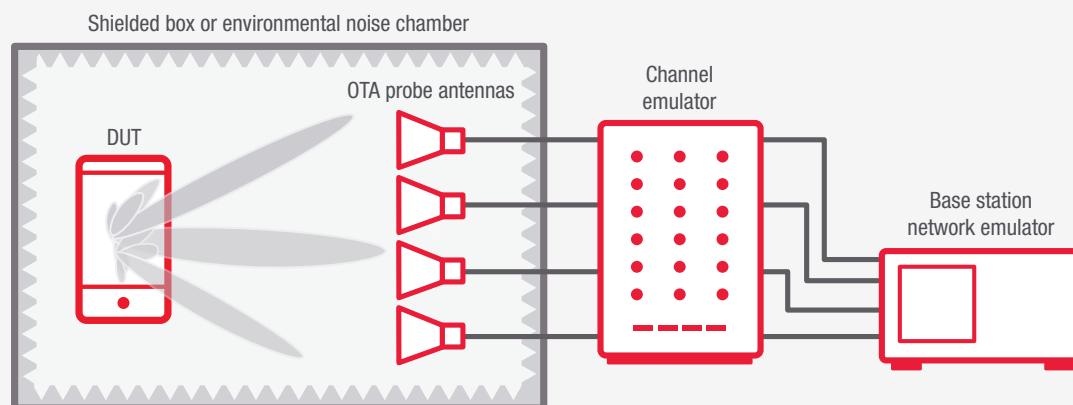 Shielded box or environmental noise chamber
DUT
OTA probe antennas
Channel
emulator
Base station
network emulator